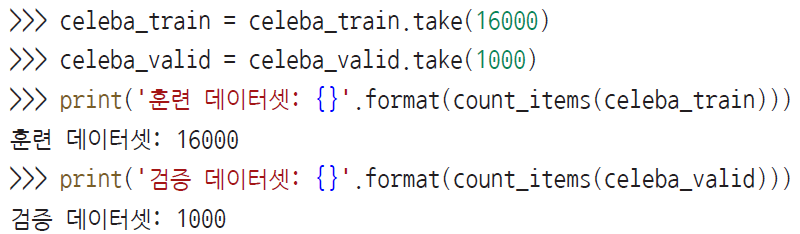 >>> celeba_train = celeba_train.take(16000)
>>> celeba_valid = celeba_valid.take(1000)
>>> print('훈련 데이터셋: {}'.format(count_items(celeba_train)))
훈련 데이터셋: 16000
>>> print('검증 데이터셋: {}'.format(count_items(celeba_valid)))
검증 데이터셋: 1000